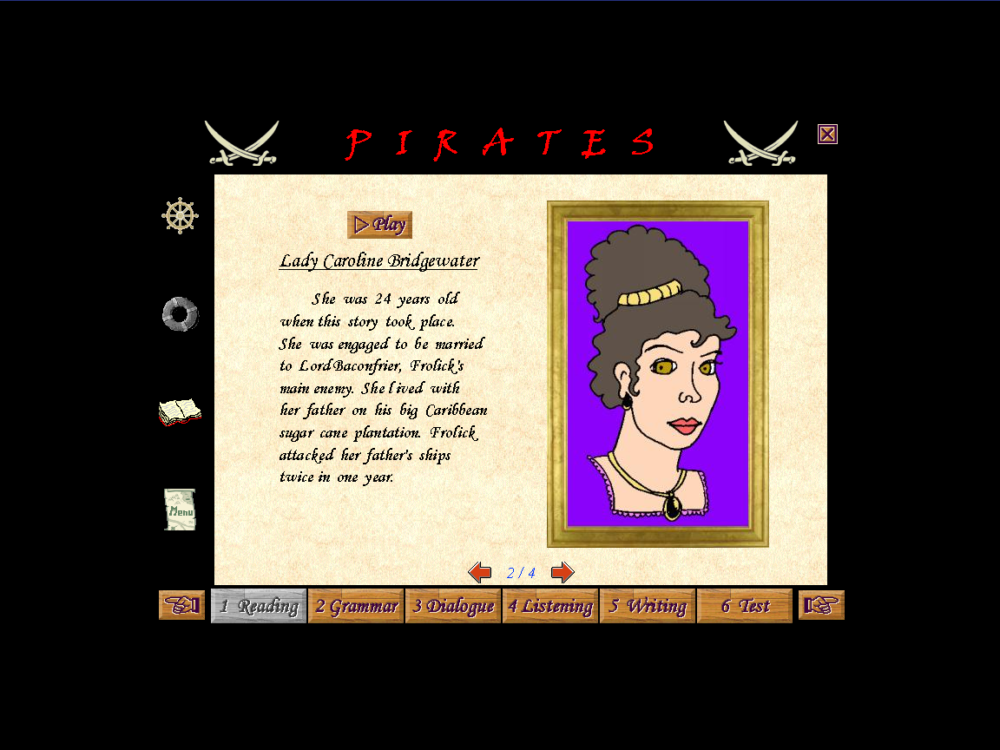 P I R A T E S
Play
Lady Caroline Bridgewater
She was 24 years old
when this story took place.
She was engaged to be married
to Lord Baconfrier, Frolick's
main enemy. She lived with
her father on his big Caribbean
sugar cane plantation. Frolick
attacked her father's ships
twice in one year.
Menu
2 / 4
1 Reading
2 Grammar
3 Dialogue
4 Listening
5 Writing
6 Test